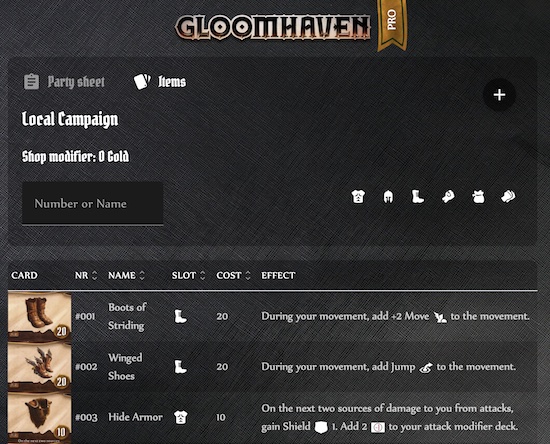 GLOOMHAVEN PRO
Party sheet Items
Local Campaign
Shop modifier: 0 Gold
Number or Name
CARD NR NAME SLOT COST EFFECT
20 #001 Boots of Striding 20 During your movement, add +2 Move to the movement.
20 #002 Winged Shoes 20 During your movement, add Jump to the movement.
10 #003 Hide Armor 10 On the next two sources of damage to you from attacks,
gain Shield 1. Add 2 to your attack modifier deck.